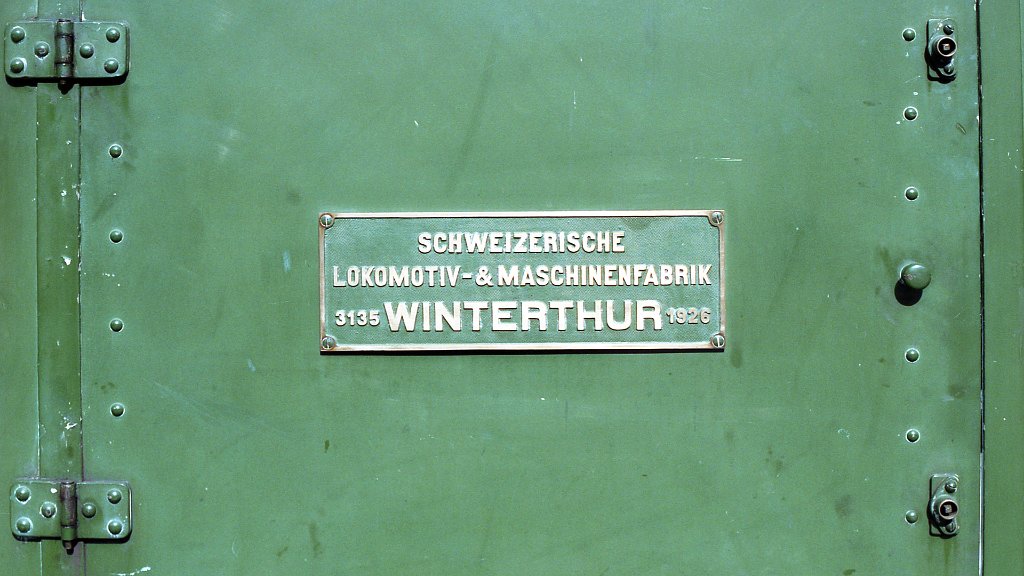 SCHWEIZERISCHE
LOKOMOTIV-& MASCHINENFABRIK
3135 WINTERTHUR 1926